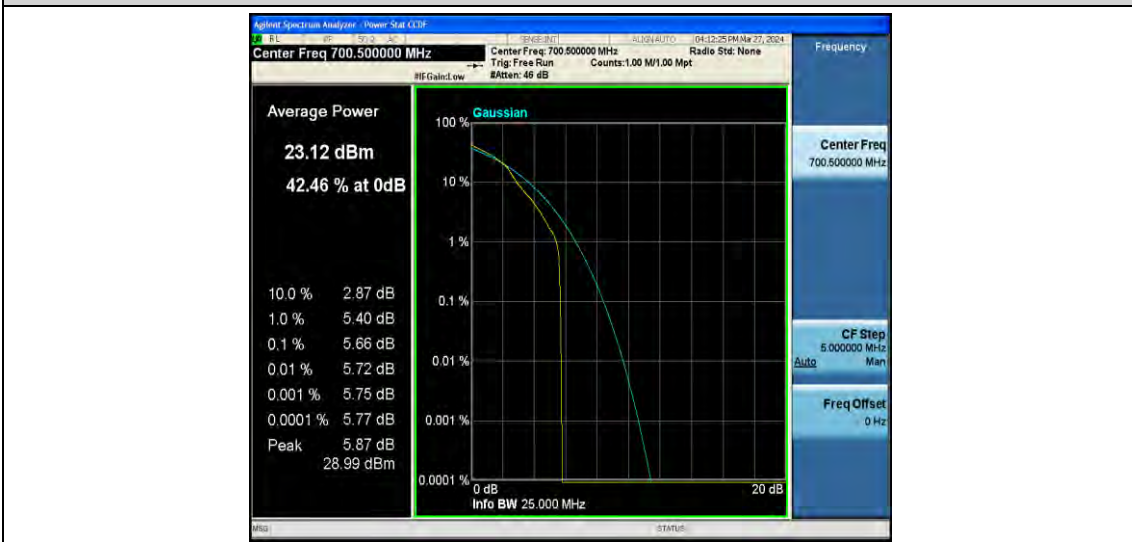 Agilent Spectrum Analyzer - Power Stat CCDF
RL RF 50 Ω AC SENSE:INT ALIGN AUTO 04:12:25 PM Mar 27, 2024
Center Freq 700.500000 MHz
Center Freq: 700.500000 MHz Radio Std: None
Trig: Free Run Counts:1.00 M/1.00 Mpt
#IFGain:Low #Atten: 46 dB
Frequency
Average Power
23.12 dBm
42.46 % at 0dB
10.0 % 2.87 dB
1.0 % 5.40 dB
0.1 % 5.66 dB
0.01 % 5.72 dB
0.001 % 5.75 dB
0.0001 % 5.77 dB
Peak 5.87 dB
28.99 dBm
Gaussian
100 %
10 %
1 %
0.1 %
0.01 %
0.001 %
0.0001 %
0 dB 20 dB
Info BW 25.000 MHz
Center Freq
700.500000 MHz
CF Step
5.000000 MHz
Auto Man
Freq Offset
0 Hz
MSG STATUS